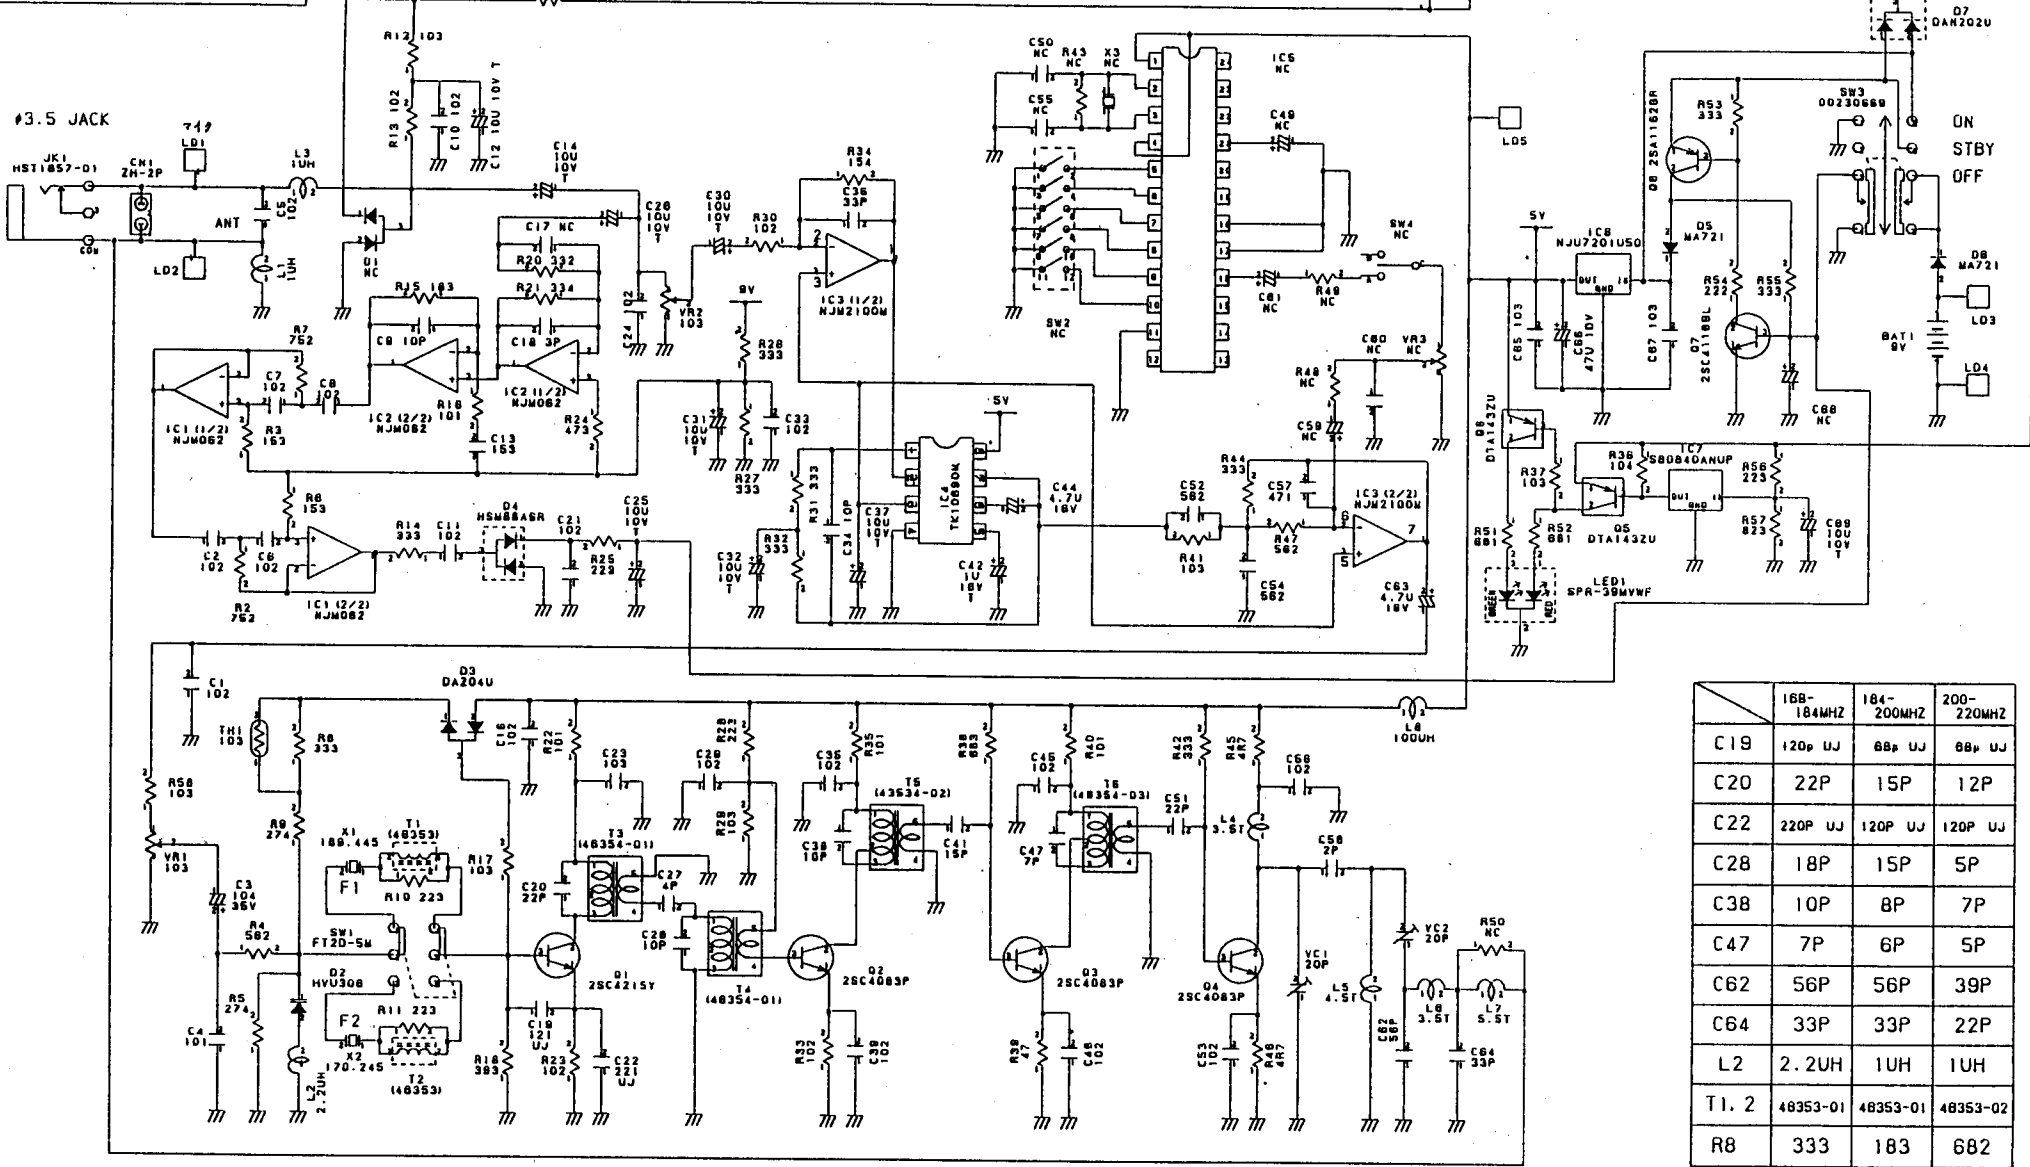 D7
DAN202U
R12 103
R13 102
C10 102
C12 10U 10V T
#3.5 JACK
JK1
HST1857-01
COM
CN1
ZH-2P
マイク
LD1
LD2
L3
1UH
C5
102
ANT
L1
1UH
D1
NC
C14
10U
10V
T
C26
10U
10V
T
C17 NC
R20 332
R21 334
C18 3P
R15 183
C9 10P
IC2 (2/2)
NJM062
IC2 (1/2)
NJM062
R7
752
C7
102
C8
102
IC1 (1/2)
NJM062
R3
153
R16
101
C13
153
R24
473
VR2
103
C30
10U
10V
T
R30
102
R34
154
C36
33P
IC3 (1/2)
NJM2100M
9V
R26
333
C31
10U
10V
T
R27
333
C33
102
R6
153
C2
102
C6
102
R2
752
IC1 (2/2)
NJM062
R14
333
C11
102
D4
HSM88ASR
C21
102
R25
223
C25
10U
10V
T
R31 333
C34 10P
R32
333
C32
10U
10V
T
C37
10U
10V
T
5V
IC4
TK10690M
C44
4.7U
16V
C42
1U
16V
T
C50
NC
R43
NC
X3
NC
C55
NC
IC5
NC
C49
NC
C61
NC
R49
NC
SW4
NC
SW2
NC
VR3
NC
C60
NC
R48
NC
C59
NC
C52
562
R41
103
R44
333
C57
471
R47
562
C54
562
IC3 (2/2)
NJM2100M
C63
4.7U
16V
LD5
5V
IC8
NJU7201U50
OUT
IN
GND
C65 103
C66
47U 10V
C67 103
D5
MA721
Q8 2SA1162GR
R53
333
R54
222
R55
333
Q7
2SC4116BL
C68
NC
SW3
00230669
ON
STBY
OFF
D8
MA721
LD3
BAT1
9V
LD4
Q6
DTA143ZU
R37
103
R51
681
R52
681
R36
104
Q5
DTA143ZU
IC7
S8084DANUP
OUT
IN
GND
R56
223
R57
823
C69
10U
10V
T
LED1
SPR-39MVWF
GREEN
RED
C1
102
TH1
103
R8
333
R9
274
R58
103
VR1
103
C3
104
35V
R4
562
R5
274
C4
101
D2
HVU306
L2
2.2UH
X1
169.445
F1
T1
(48353)
R10 223
SW1
FT2D-5M
R11 223
F2
X2
170.245
T2
(48353)
D3
DA204U
C16
102
R17
103
R18
393
R22
101
C23
103
T3
(48354-01)
C20
22P
C27
4P
Q1
2SC4215Y
C19
121
UJ
R23
102
C22
221
UJ
C28
10P
T4
(48354-01)
C29
102
R28
223
R29
103
Q2
2SC4083P
R33
102
C39
102
C35
102
R35
101
T5
(43534-02)
C38
10P
C41
15P
R38
683
Q3
2SC4083P
R39
47
C46
102
C45
102
R40
101
T6
(48354-03)
C47
7P
C51
22P
R42
333
R45
4R7
C56
102
L4
3.5T
C58
2P
Q4
2SC4083P
C53
102
R46
4R7
VC1
20P
L5
4.5T
VC2
20P
C62
56P
L6
3.5T
R50
NC
L7
5.5T
C64
33P
L8
100UH
168-184MHZ 184-200MHZ 200-220MHZ
C19 120p UJ 68p UJ 68p UJ
C20 22P 15P 12P
C22 220P UJ 120P UJ 120P UJ
C28 18P 15P 5P
C38 10P 8P 7P
C47 7P 6P 5P
C62 56P 56P 39P
C64 33P 33P 22P
L2 2.2UH 1UH 1UH
T1. 2 48353-01 48353-01 48353-02
R8 333 183 682